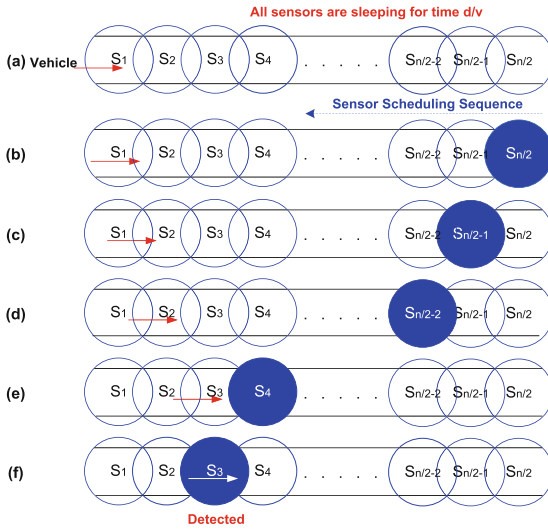 All sensors are sleeping for time d/v
(a) Vehicle S1 S2 S3 S4 . . . . . Sn/2-2 Sn/2-1 Sn/2
Sensor Scheduling Sequence
(b) S1 S2 S3 S4 . . . . . Sn/2-2 Sn/2-1 Sn/2
(c) S1 S2 S3 S4 . . . . . Sn/2-2 Sn/2-1 Sn/2
(d) S1 S2 S3 S4 . . . . . Sn/2-2 Sn/2-1 Sn/2
(e) S1 S2 S3 S4 . . . . . Sn/2-2 Sn/2-1 Sn/2
(f) S1 S2 S3 S4 . . . . . Sn/2-2 Sn/2-1 Sn/2
Detected